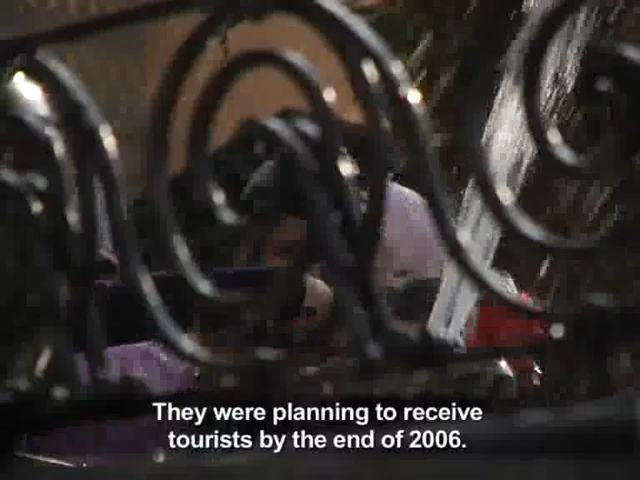 They were planning to receive
tourists by the end of 2006.